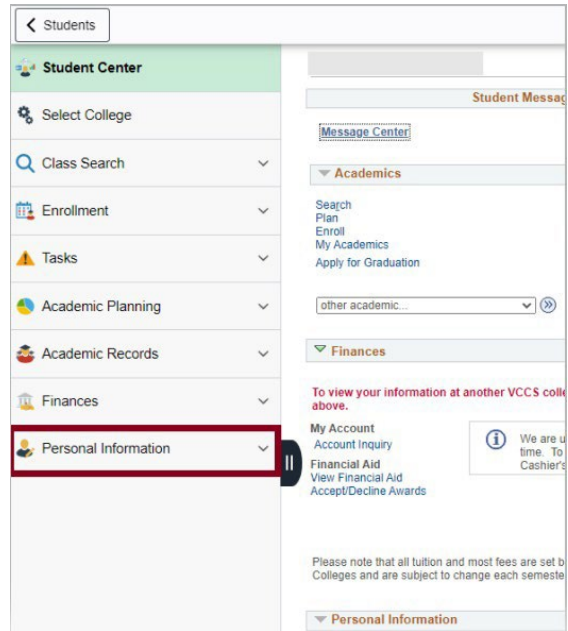 Students
Student Center
Select College
Class Search
Enrollment
Tasks
Academic Planning
Academic Records
Finances
Personal Information
Student Messag
Message Center
Academics
Search
Plan
Enroll
My Academics
Apply for Graduation
other academic...
Finances
To view your information at another VCCS colle
above.
My Account
Account Inquiry
Financial Aid
View Financial Aid
Accept/Decline Awards
We are u
time. To
Cashier's
Please note that all tuition and most fees are set b
Colleges and are subject to change each semeste
Personal Information